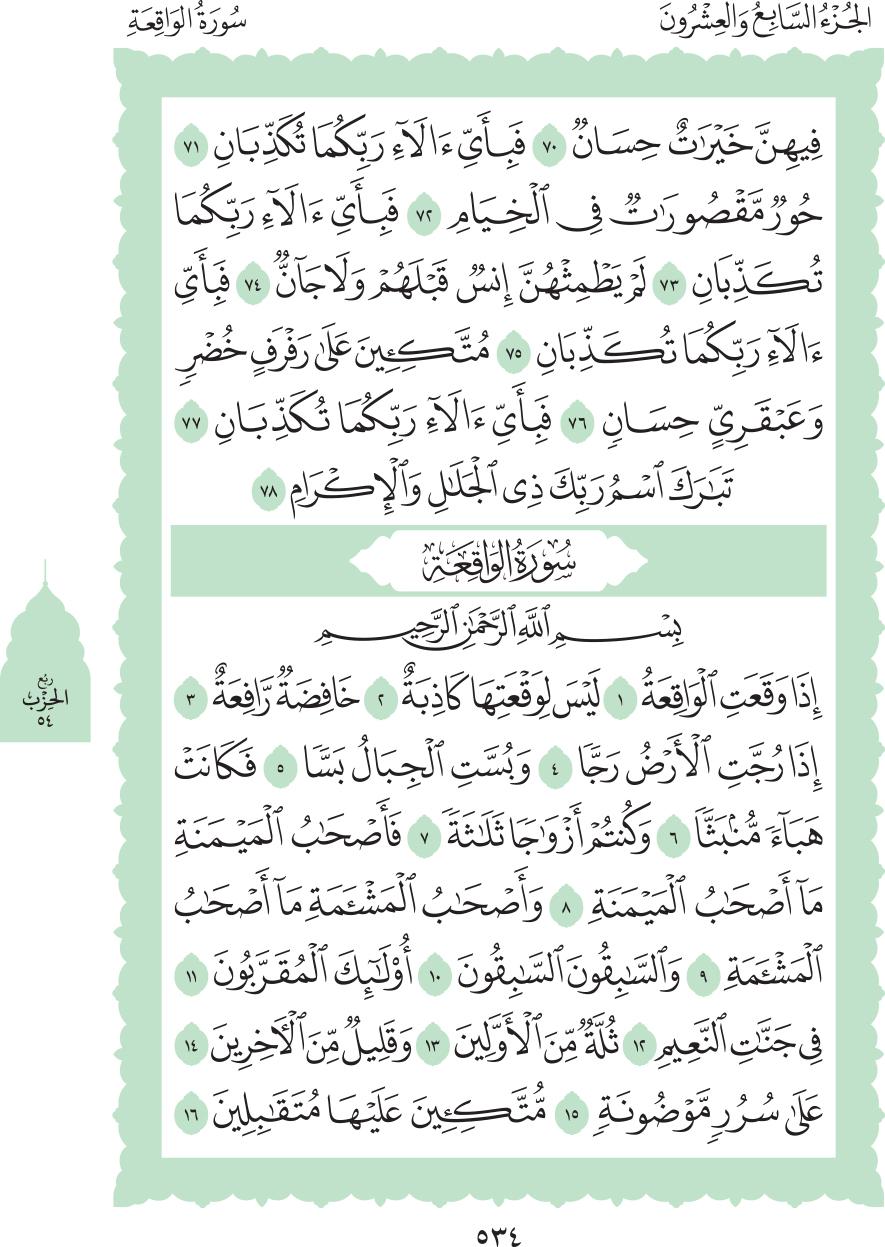 الجُزْءُ السَّابِعُ وَالعِشْرُونَ
سُورَةُ الوَاقِعَةِ
فِيهِنَّ خَيْرَٰتٌ حِسَانٌ ٧٠ فَبِأَيِّ ءَالَآءِ رَبِّكُمَا تُكَذِّبَانِ ٧١
حُورٌ مَّقْصُورَٰتٌ فِي ٱلْخِيَامِ ٧٢ فَبِأَيِّ ءَالَآءِ رَبِّكُمَا
تُكَذِّبَانِ ٧٣ لَمْ يَطْمِثْهُنَّ إِنسٌ قَبْلَهُمْ وَلَا جَآنٌّ ٧٤ فَبِأَيِّ
ءَالَآءِ رَبِّكُمَا تُكَذِّبَانِ ٧٥ مُتَّكِـِٔينَ عَلَىٰ رَفْرَفٍ خُضْرٍ
وَعَبْقَرِيٍّ حِسَانٍ ٧٦ فَبِأَيِّ ءَالَآءِ رَبِّكُمَا تُكَذِّبَانِ ٧٧
تَبَٰرَكَ ٱسْمُ رَبِّكَ ذِي ٱلْجَلَٰلِ وَٱلْإِكْرَامِ ٧٨
سُورَةُ الوَاقِعَةِ
بِسْمِ ٱللَّهِ ٱلرَّحْمَٰنِ ٱلرَّحِيمِ
إِذَا وَقَعَتِ ٱلْوَاقِعَةُ ١ لَيْسَ لِوَقْعَتِهَا كَاذِبَةٌ ٢ خَافِضَةٌ رَّافِعَةٌ ٣
إِذَا رُجَّتِ ٱلْأَرْضُ رَجًّا ٤ وَبُسَّتِ ٱلْجِبَالُ بَسًّا ٥ فَكَانَتْ
هَبَآءً مُّنۢبَثًّا ٦ وَكُنتُمْ أَزْوَٰجًا ثَلَٰثَةً ٧ فَأَصْحَٰبُ ٱلْمَيْمَنَةِ
مَآ أَصْحَٰبُ ٱلْمَيْمَنَةِ ٨ وَأَصْحَٰبُ ٱلْمَشْـَٔمَةِ مَآ أَصْحَٰبُ
ٱلْمَشْـَٔمَةِ ٩ وَٱلسَّٰبِقُونَ ٱلسَّٰبِقُونَ ١٠ أُو۟لَٰٓئِكَ ٱلْمُقَرَّبُونَ ١١
فِي جَنَّٰتِ ٱلنَّعِيمِ ١٢ ثُلَّةٌ مِّنَ ٱلْأَوَّلِينَ ١٣ وَقَلِيلٌ مِّنَ ٱلْـَٔاخِرِينَ ١٤
عَلَىٰ سُرُرٍ مَّوْضُونَةٍ ١٥ مُّتَّكِـِٔينَ عَلَيْهَا مُتَقَٰبِلِينَ ١٦
رُبع
الحِزْب
٥٤
٥٣٤